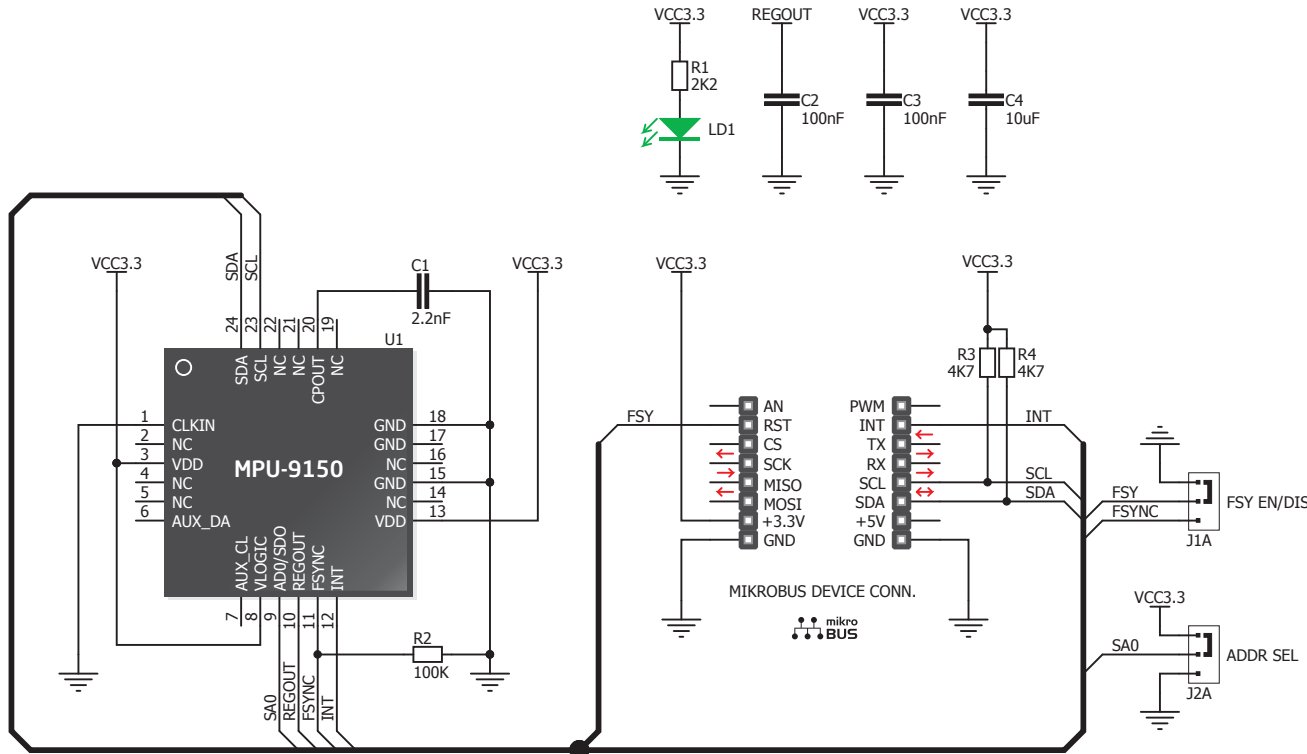 VCC3.3 REGOUT VCC3.3 VCC3.3
R1
2K2
LD1
C2
100nF
C3
100nF
C4
10uF
VCC3.3
SDA
SCL
C1
2.2nF
VCC3.3
24 23 22 21 20 19
U1
SDA SCL NC NC CPOUT NC
1 CLKIN
2 NC
3 VDD
4 NC
5 NC
6 AUX_DA
MPU-9150
GND 18
GND 17
NC 16
GND 15
NC 14
VDD 13
AUX_CL VLOGIC AD0/SDO REGOUT FSYNC INT
7 8 9 10 11 12
R2
100K
SA0 REGOUT FSYNC INT
VCC3.3
VCC3.3
R3
4K7
R4
4K7
FSY
AN PWM
RST INT
INT
CS TX
SCK RX
MISO SCL
SCL
MOSI SDA
SDA
+3.3V +5V
GND GND
MIKROBUS DEVICE CONN.
mikro
BUS
FSY
FSYNC
FSY EN/DIS
J1A
VCC3.3
SA0
ADDR SEL
J2A